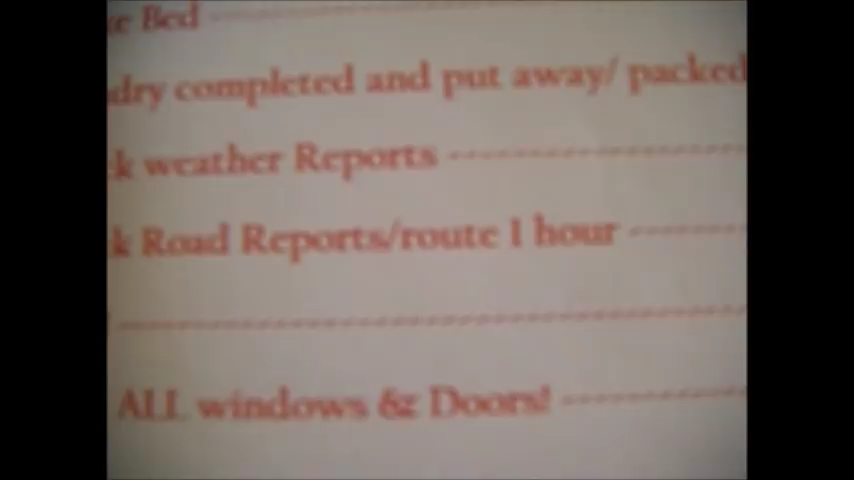 Bed --------------------
dry completed and put away/ packed
k weather Reports --------------------
k Road Reports/route 1 hour ----------
--------------------------------------------
ALL windows & Doors! ---------------